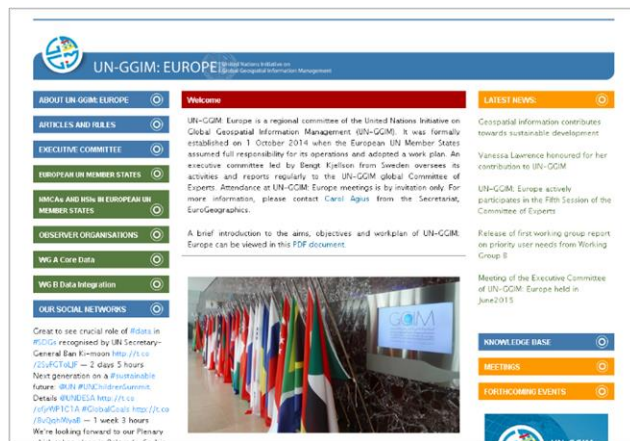 UN-GGIM: EUROPE
United Nations Initiative on
Global Geospatial Information Management
ABOUT UN-GGIM: EUROPE
ARTICLES AND RULES
EXECUTIVE COMMITTEE
EUROPEAN UN MEMBER STATES
NMCAs AND NSIs IN EUROPEAN UN
MEMBER STATES
OBSERVER ORGANISATIONS
WG A Core Data
WG B Data Integration
OUR SOCIAL NETWORKS
Great to see crucial role of #data in
#SDGs recognised by UN Secretary-
General Ban Ki-moon http://t.co
— 2 days 5 hours
Next generation on a #sustainable
future: @UN #UNChildrenSummit.
Details @UNDESA http://t.co
#GlobalGoals http://t.co
— 1 week 3 hours
We're looking forward to our Plenary
Welcome
UN-GGIM: Europe is a regional committee of the United Nations Initiative on
Global Geospatial Information Management (UN-GGIM). It was formally
established on 1 October 2014 when the European UN Member States
assumed full responsibility for its operations and adopted a work plan. An
executive committee led by Bengt Kjellson from Sweden oversees its
activities and reports regularly to the UN-GGIM global Committee of
Experts. Attendance at UN-GGIM: Europe meetings is by invitation only. For
more information, please contact Carol Agius from the Secretariat,
EuroGeographics.
A brief introduction to the aims, objectives and workplan of UN-GGIM:
Europe can be viewed in this PDF document.
GGIM
LATEST NEWS:
Geospatial information contributes
towards sustainable development
Vanessa Lawrence honoured for her
contribution to UN-GGIM
UN-GGIM: Europe actively
participates in the Fifth Session of the
Committee of Experts
Release of first working group report
on priority user needs from Working
Group B
Meeting of the Executive Committee
of UN-GGIM: Europe held in
June2015
KNOWLEDGE BASE
MEETINGS
FORTHCOMING EVENTS
UN-GGIM